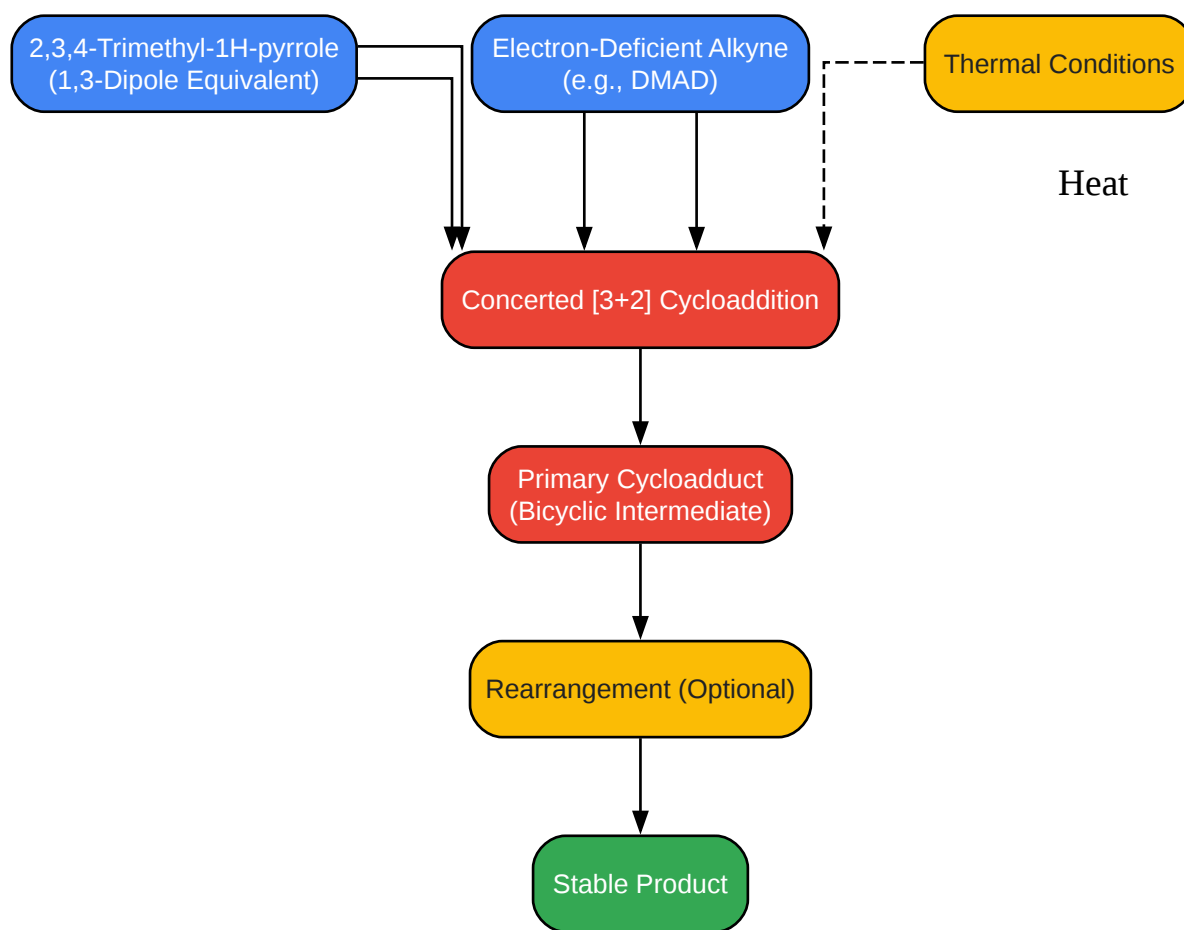 2,3,4-Trimethyl-1H-pyrrole
(1,3-Dipole Equivalent)
Electron-Deficient Alkyne
(e.g., DMAD)
Thermal Conditions
Heat
Concerted [3+2] Cycloaddition
Primary Cycloadduct
(Bicyclic Intermediate)
Rearrangement (Optional)
Stable Product